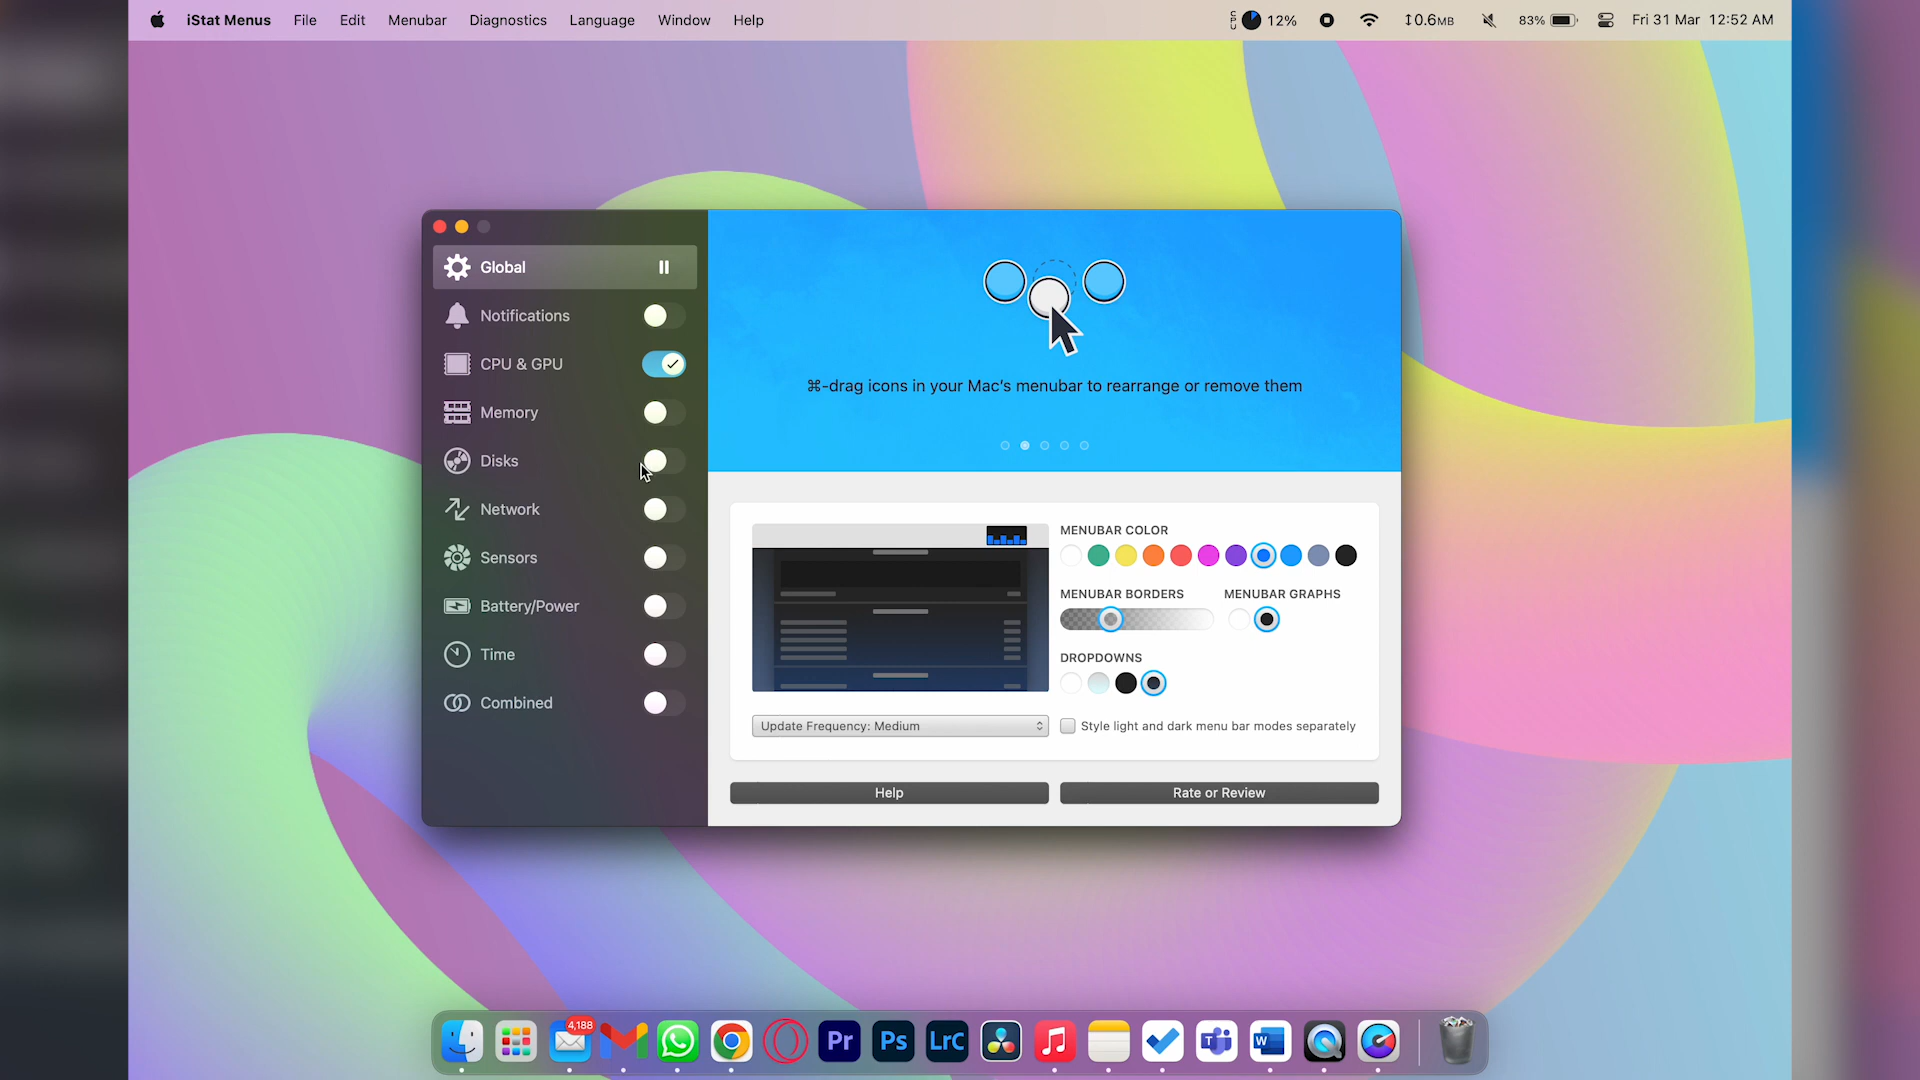 iStat Menus File Edit Menubar Diagnostics Language Window Help
CPU 12% 0.6MB 83% Fri 31 Mar 12:52 AM
Global
Notifications
CPU & GPU
Memory
Disks
Network
Sensors
Battery/Power
Time
Combined
⌘-drag icons in your Mac's menubar to rearrange or remove them
MENUBAR COLOR
MENUBAR BORDERS MENUBAR GRAPHS
DROPDOWNS
Update Frequency: Medium
Style light and dark menu bar modes separately
Help
Rate or Review
4,188
Pr
Ps
LrC
T
W